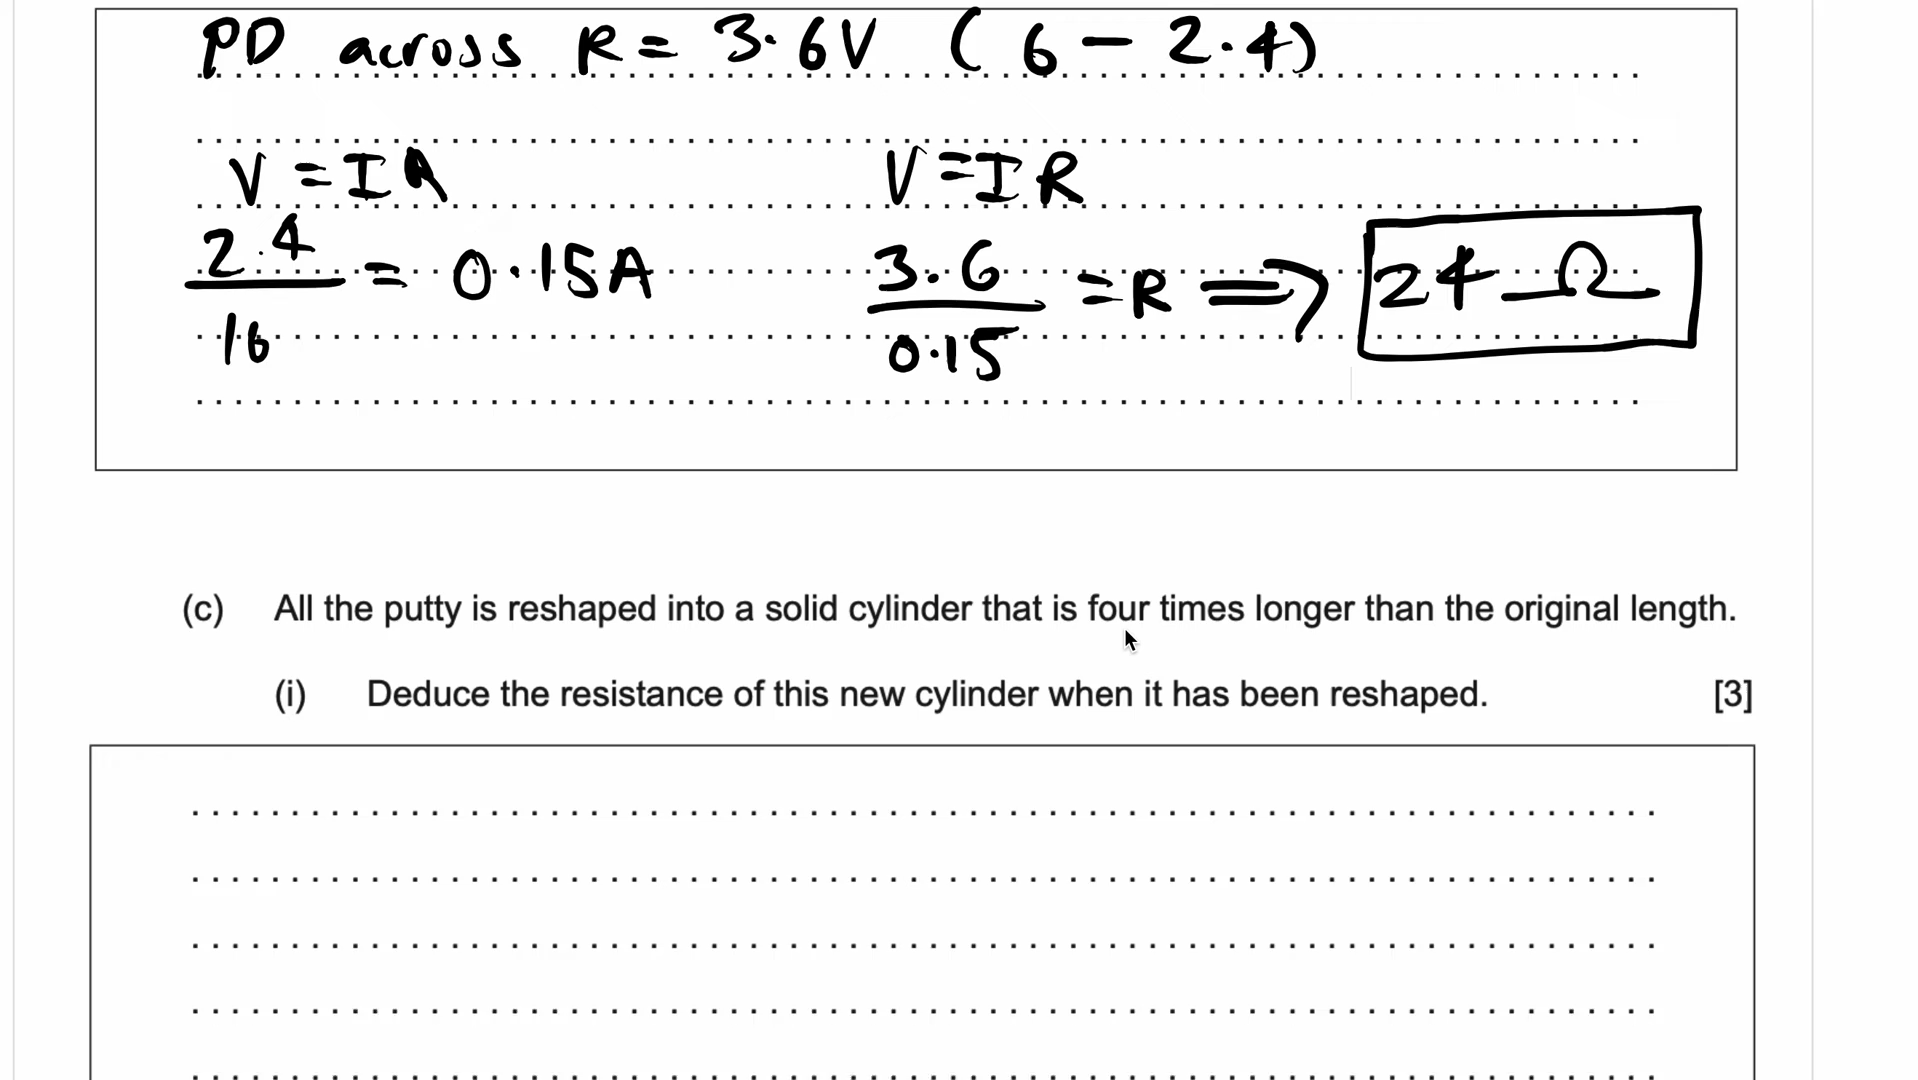 PD across R = 3.6V (6 - 2.4)
V = IR V = IR
2.4/16 = 0.15A 3.6/0.15 = R ⇒ 24 Ω
(c) All the putty is reshaped into a solid cylinder that is four times longer than the original length.
(i) Deduce the resistance of this new cylinder when it has been reshaped. [3]